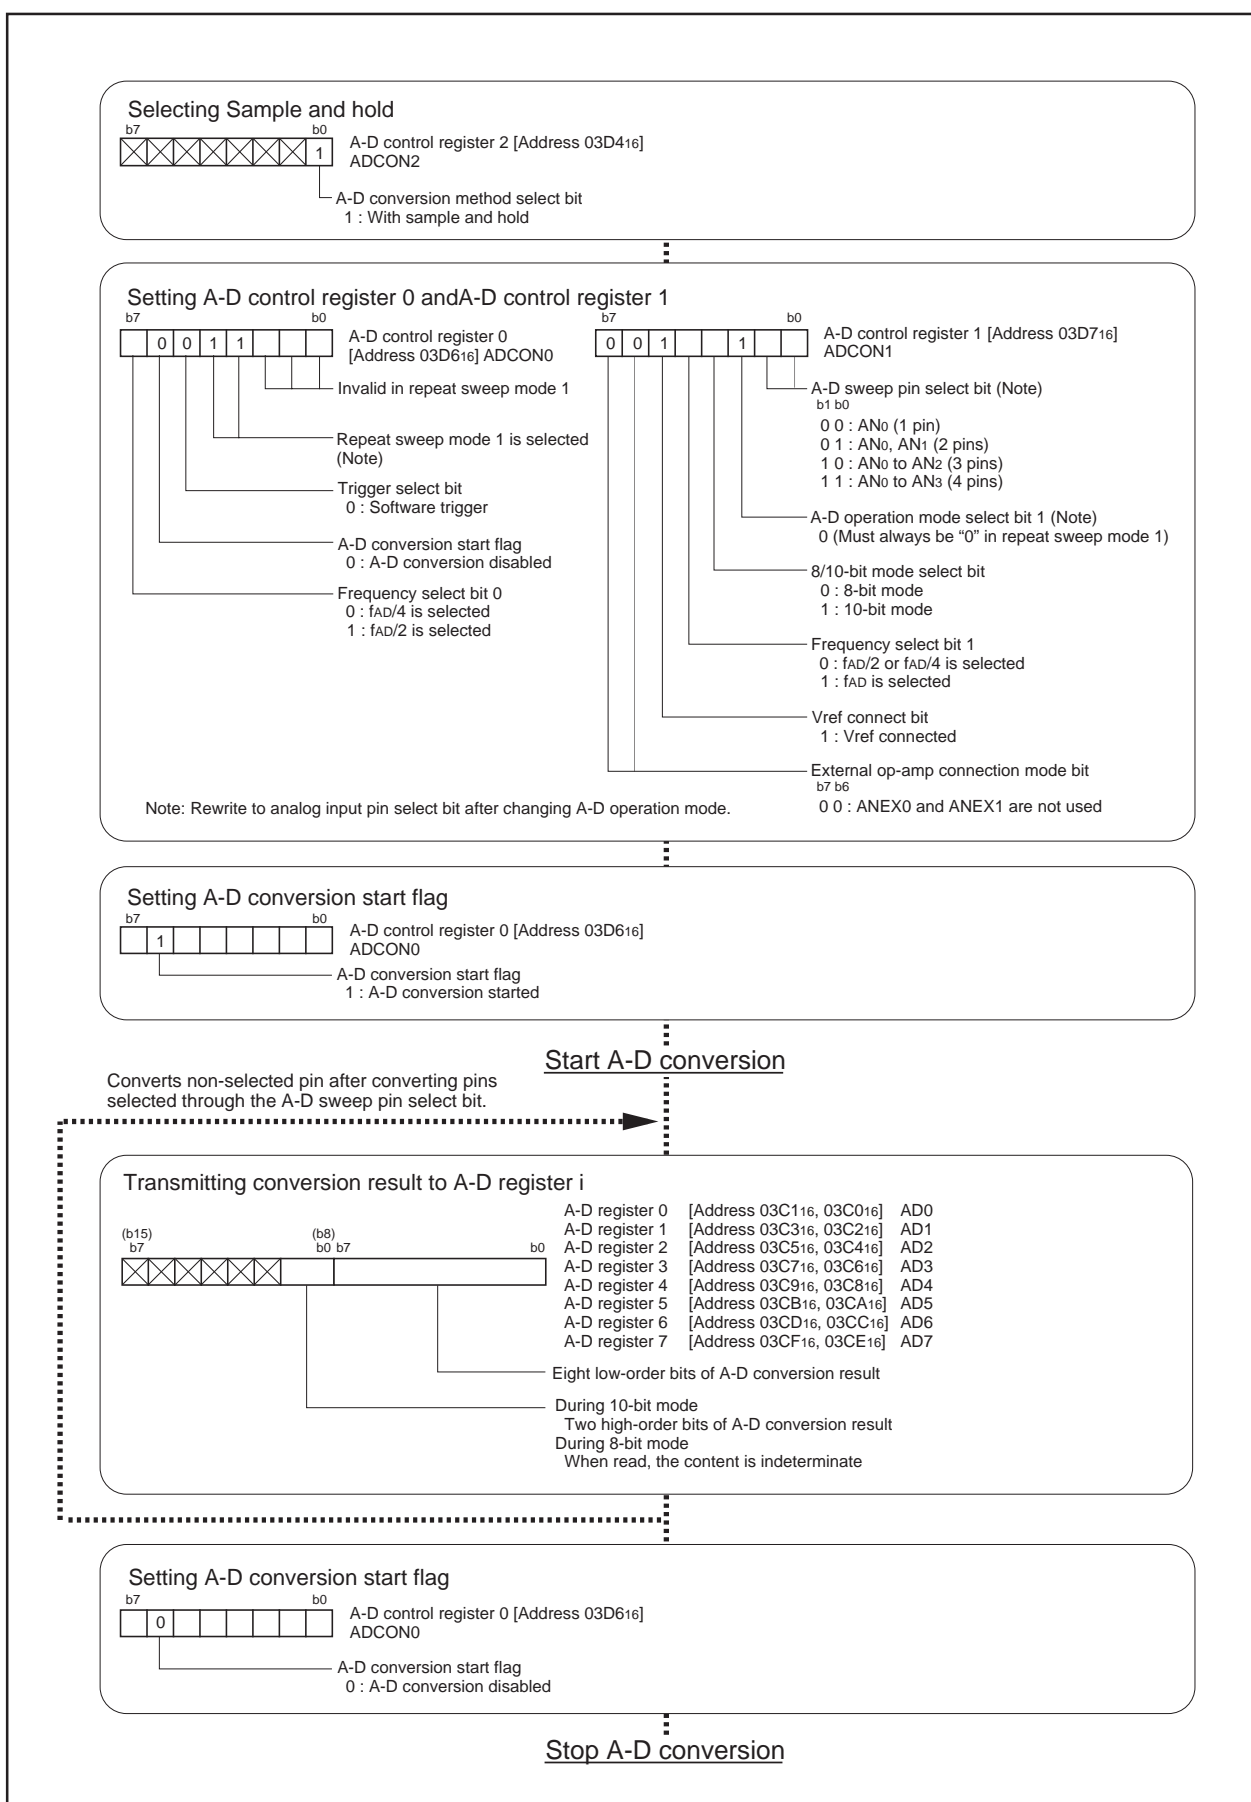 Selecting Sample and hold
b7 b0
1
A-D control register 2 [Address 03D416]
ADCON2
A-D conversion method select bit
1 : With sample and hold
Setting A-D control register 0 andA-D control register 1
b7 b0
0 0 1 1
A-D control register 0
[Address 03D616] ADCON0
Invalid in repeat sweep mode 1
Repeat sweep mode 1 is selected
(Note)
Trigger select bit
0 : Software trigger
A-D conversion start flag
0 : A-D conversion disabled
Frequency select bit 0
0 : fAD/4 is selected
1 : fAD/2 is selected
b7 b0
0 0 1 1
A-D control register 1 [Address 03D716]
ADCON1
A-D sweep pin select bit (Note)
b1 b0
0 0 : AN0 (1 pin)
0 1 : AN0, AN1 (2 pins)
1 0 : AN0 to AN2 (3 pins)
1 1 : AN0 to AN3 (4 pins)
A-D operation mode select bit 1 (Note)
0 (Must always be “0” in repeat sweep mode 1)
8/10-bit mode select bit
0 : 8-bit mode
1 : 10-bit mode
Frequency select bit 1
0 : fAD/2 or fAD/4 is selected
1 : fAD is selected
Vref connect bit
1 : Vref connected
External op-amp connection mode bit
b7 b6
0 0 : ANEX0 and ANEX1 are not used
Note: Rewrite to analog input pin select bit after changing A-D operation mode.
Setting A-D conversion start flag
b7 b0
1
A-D control register 0 [Address 03D616]
ADCON0
A-D conversion start flag
1 : A-D conversion started
Start A-D conversion
Converts non-selected pin after converting pins
selected through the A-D sweep pin select bit.
Transmitting conversion result to A-D register i
(b15) (b8)
b7 b0 b7 b0
A-D register 0 [Address 03C116, 03C016] AD0
A-D register 1 [Address 03C316, 03C216] AD1
A-D register 2 [Address 03C516, 03C416] AD2
A-D register 3 [Address 03C716, 03C616] AD3
A-D register 4 [Address 03C916, 03C816] AD4
A-D register 5 [Address 03CB16, 03CA16] AD5
A-D register 6 [Address 03CD16, 03CC16] AD6
A-D register 7 [Address 03CF16, 03CE16] AD7
Eight low-order bits of A-D conversion result
During 10-bit mode
Two high-order bits of A-D conversion result
During 8-bit mode
When read, the content is indeterminate
Setting A-D conversion start flag
b7 b0
0
A-D control register 0 [Address 03D616]
ADCON0
A-D conversion start flag
0 : A-D conversion disabled
Stop A-D conversion